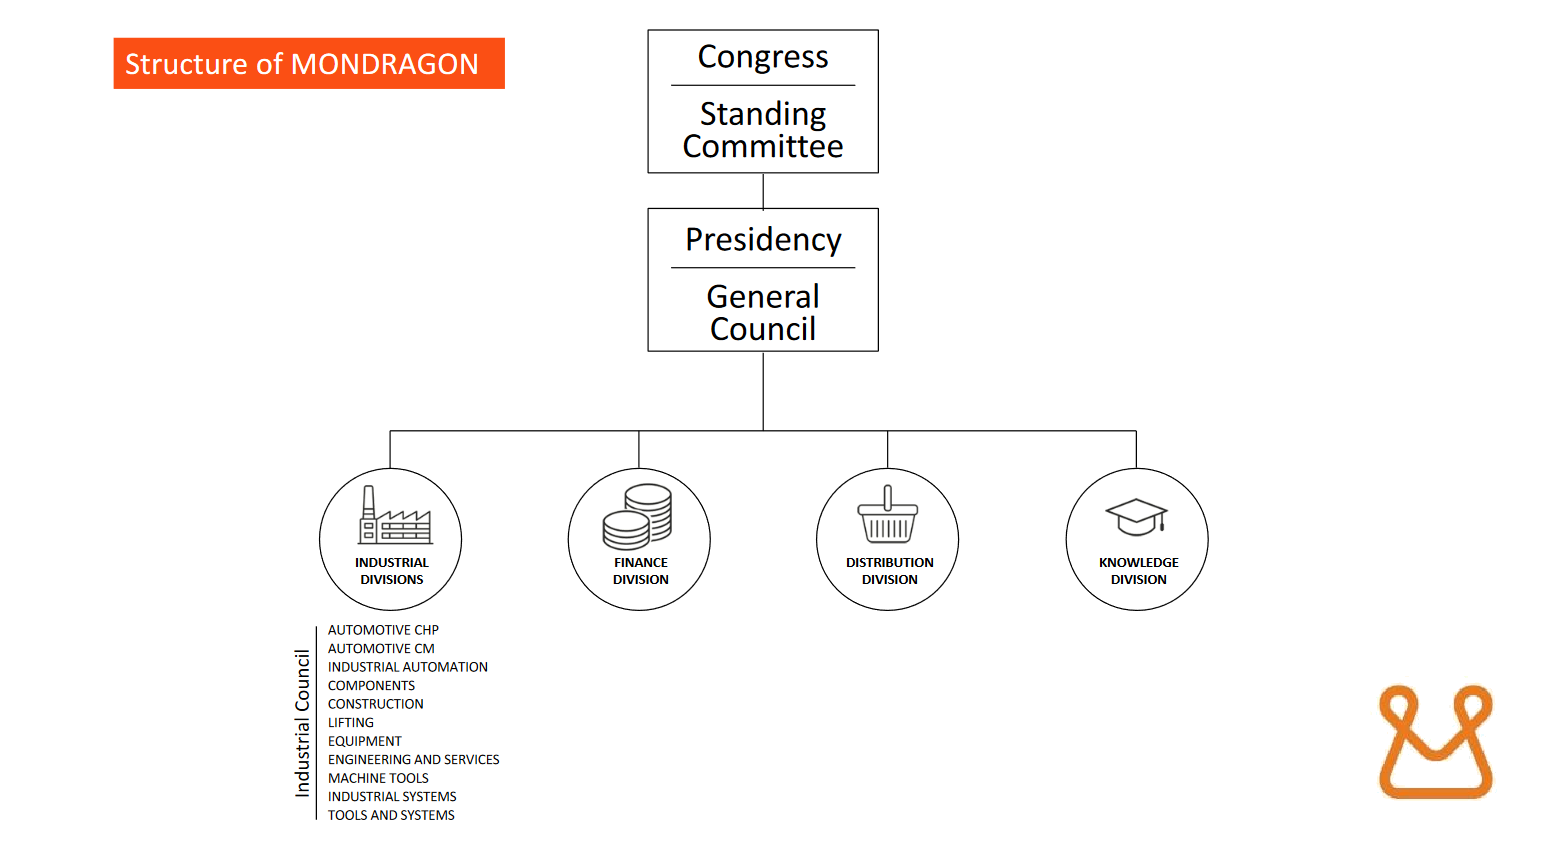 Structure of MONDRAGON
Congress
Standing
Committee
Presidency
General
Council
INDUSTRIAL
DIVISIONS
FINANCE
DIVISION
DISTRIBUTION
DIVISION
KNOWLEDGE
DIVISION
Industrial Council
AUTOMOTIVE CHP
AUTOMOTIVE CM
INDUSTRIAL AUTOMATION
COMPONENTS
CONSTRUCTION
LIFTING
EQUIPMENT
ENGINEERING AND SERVICES
MACHINE TOOLS
INDUSTRIAL SYSTEMS
TOOLS AND SYSTEMS